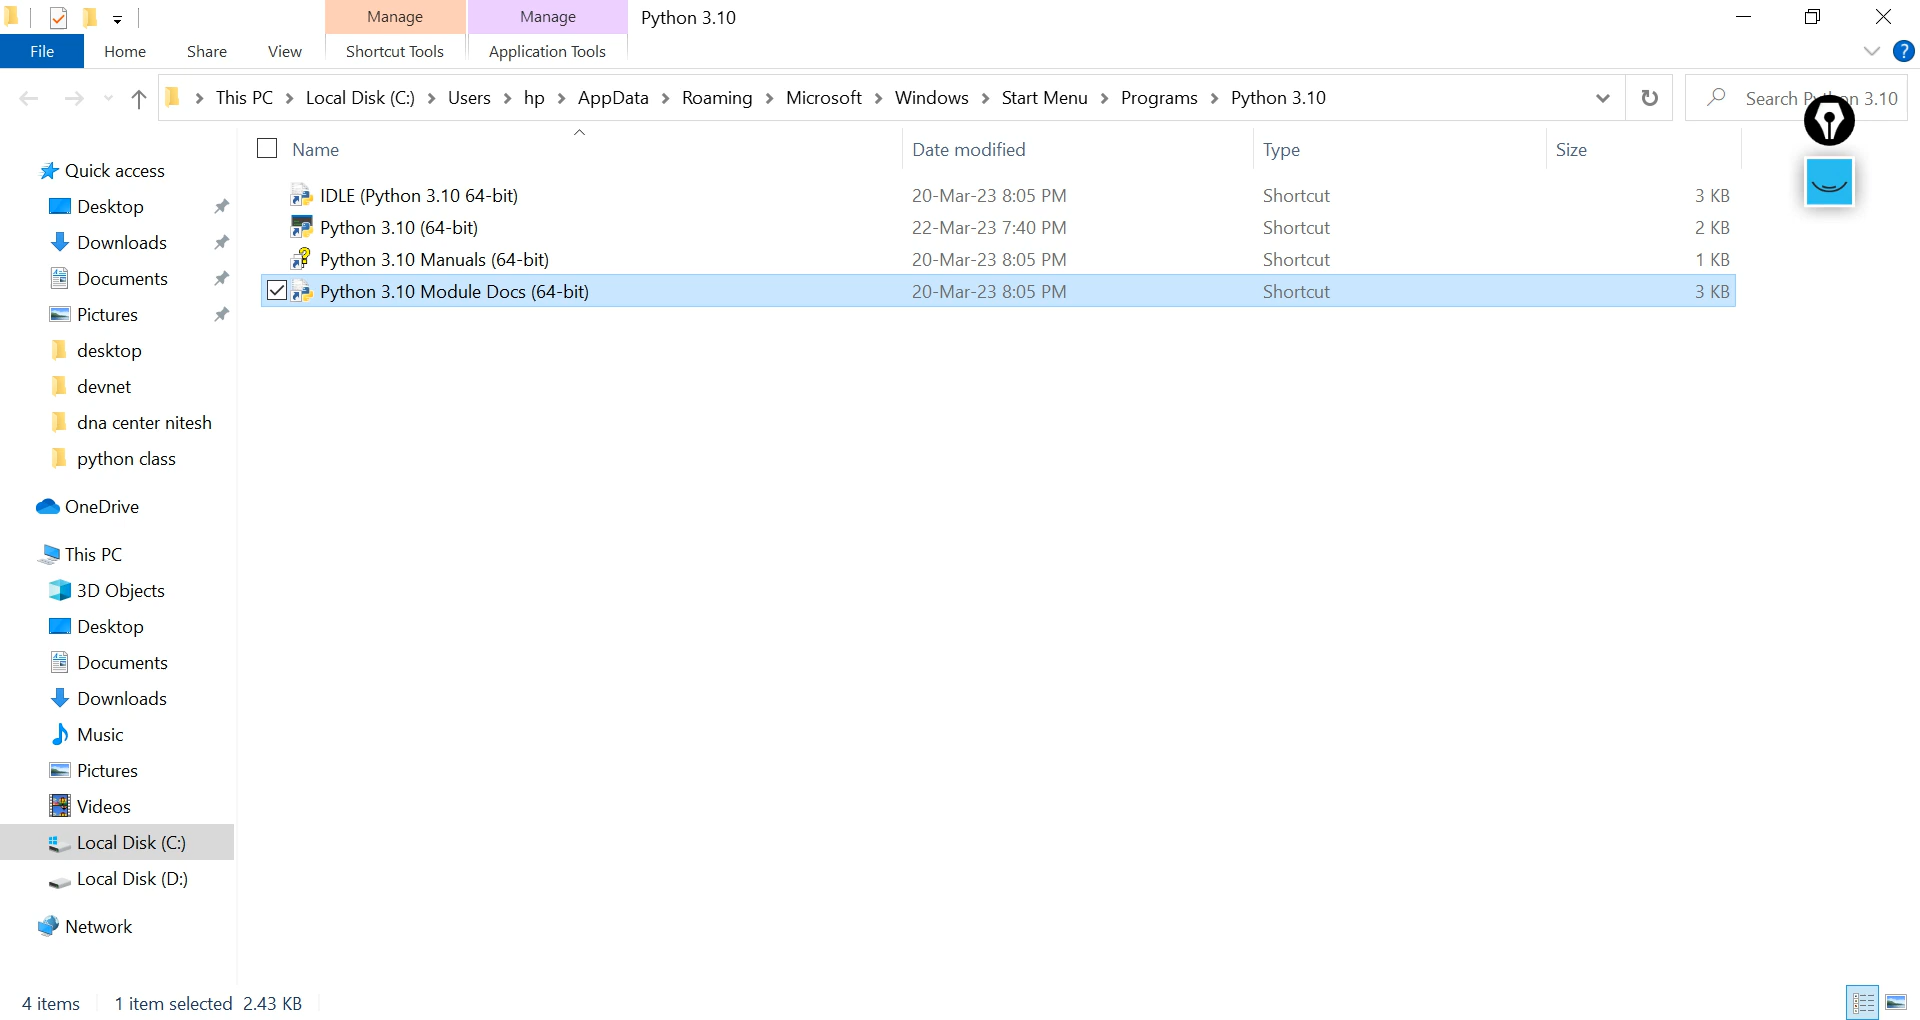 Manage Manage Python 3.10
File Home Share View Shortcut Tools Application Tools ?
This PC Local Disk (C:) Users hp AppData Roaming Microsoft Windows Start Menu Programs Python 3.10
Name Date modified Type Size
IDLE (Python 3.10 64-bit) 20-Mar-23 8:05 PM Shortcut 3 KB
Python 3.10 (64-bit) 22-Mar-23 7:40 PM Shortcut 2 KB
Python 3.10 Manuals (64-bit) 20-Mar-23 8:05 PM Shortcut 1 KB
Python 3.10 Module Docs (64-bit) 20-Mar-23 8:05 PM Shortcut 3 KB
Search 3.10
Quick access
Desktop
Downloads
Documents
Pictures
desktop
devnet
dna center nitesh
python class
OneDrive
This PC
3D Objects
Desktop
Documents
Downloads
Music
Pictures
Videos
Local Disk (C:)
Local Disk (D:)
Network
4 items 1 item selected 2.43 KB